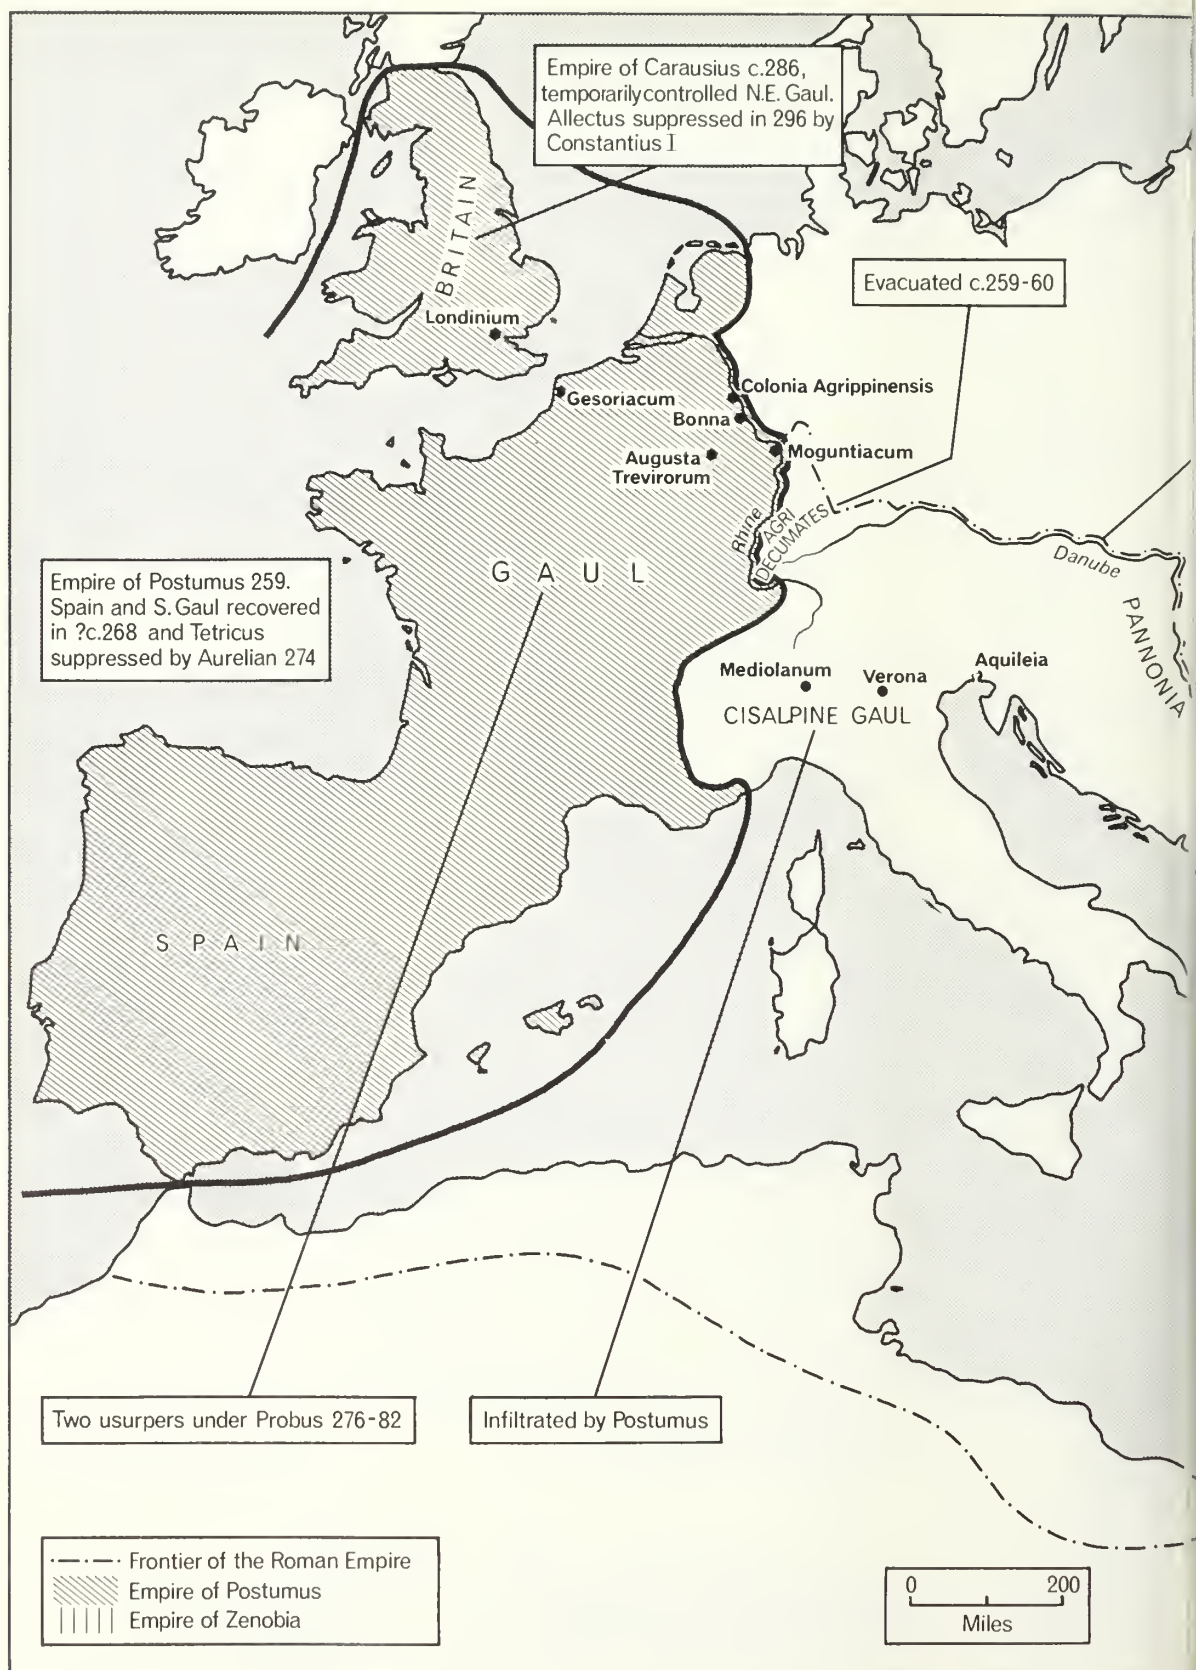 Empire of Carausius c.286,
temporarily controlled N.E. Gaul.
Allectus suppressed in 296 by
Constantius I
BRITAIN
Londinium
Evacuated c.259-60
Gesoriacum
Colonia Agrippinensis
Bonna
Moguntiacum
Augusta
Trevirorum
Rhine
AGRI
DECUMATES
Danube
PANNONIA
GAUL
Empire of Postumus 259.
Spain and S. Gaul recovered
in ?c.268 and Tetricus
suppressed by Aurelian 274
Mediolanum
Verona
Aquileia
CISALPINE GAUL
SPAIN
Two usurpers under Probus 276-82
Infiltrated by Postumus
Frontier of the Roman Empire
Empire of Postumus
Empire of Zenobia
0 200
Miles